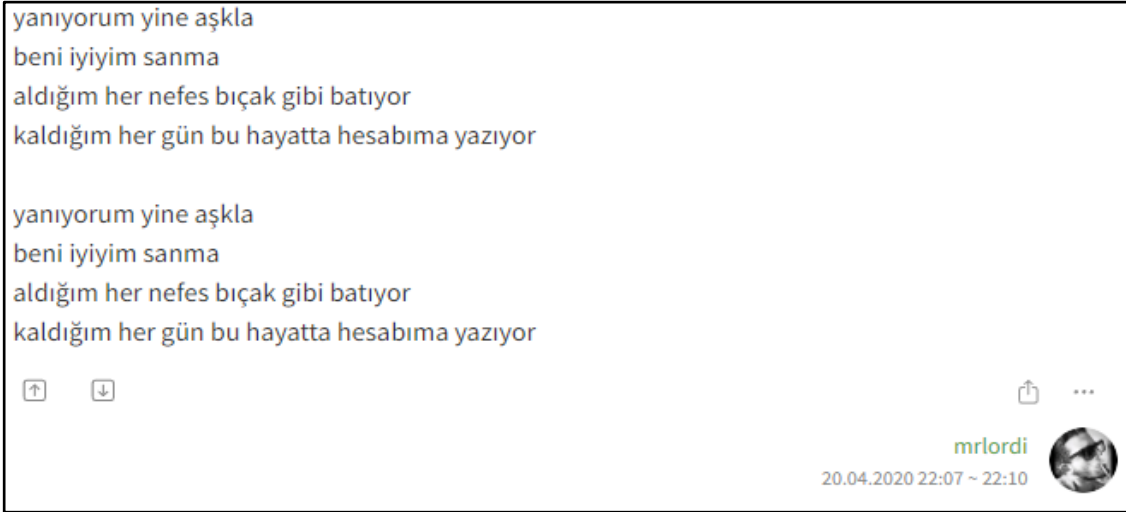 yanıyorum yine aşkla
beni iyiyim sanma
aldığım her nefes bıçak gibi batıyor
kaldığım her gün bu hayatta hesabıma yazıyor

yanıyorum yine aşkla
beni iyiyim sanma
aldığım her nefes bıçak gibi batıyor
kaldığım her gün bu hayatta hesabıma yazıyor
mrlordi
20.04.2020 22:07 ~ 22:10